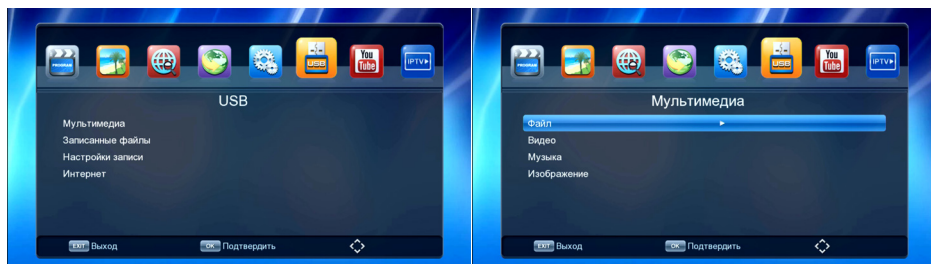 PROGRAM
USB
You
Tube
IPTV
USB
Мультимедиа
Записанные файлы
Настройки записи
Интернет
EXIT Выход
OK Подтвердить
PROGRAM
USB
You
Tube
IPTV
Мультимедиа
Файл
Видео
Музыка
Изображение
EXIT Выход
OK Подтвердить